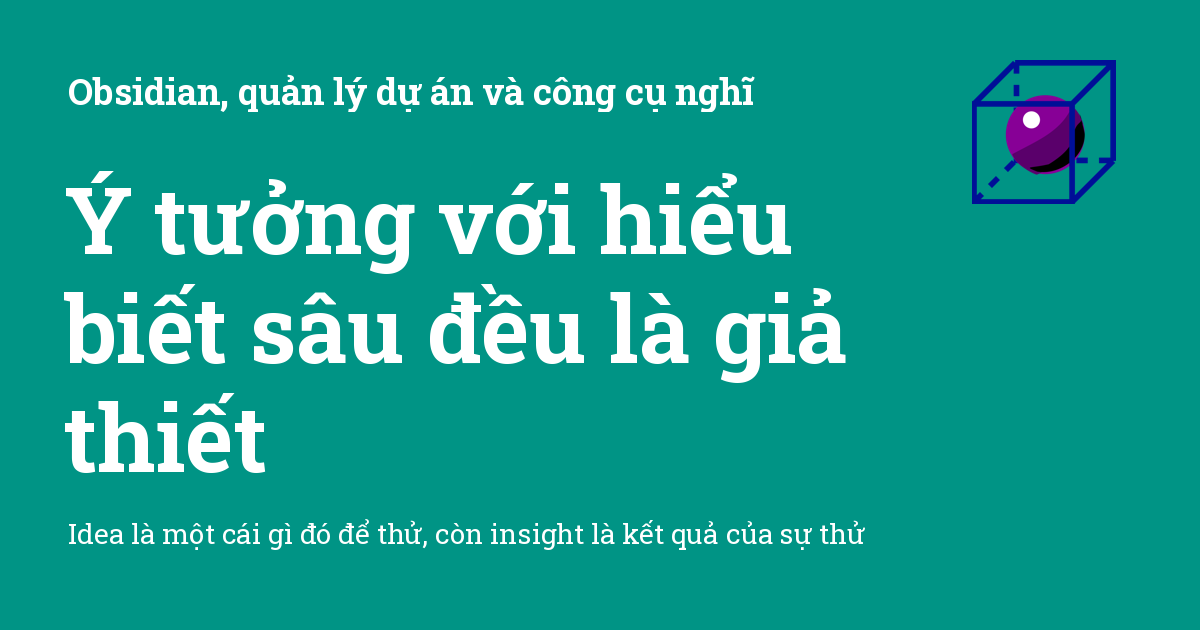 Obsidian, quản lý dự án và công cụ nghĩ
Ý tưởng với hiểu
biết sâu đều là giả
thiết
Idea là một cái gì đó để thử, còn insight là kết quả của sự thử